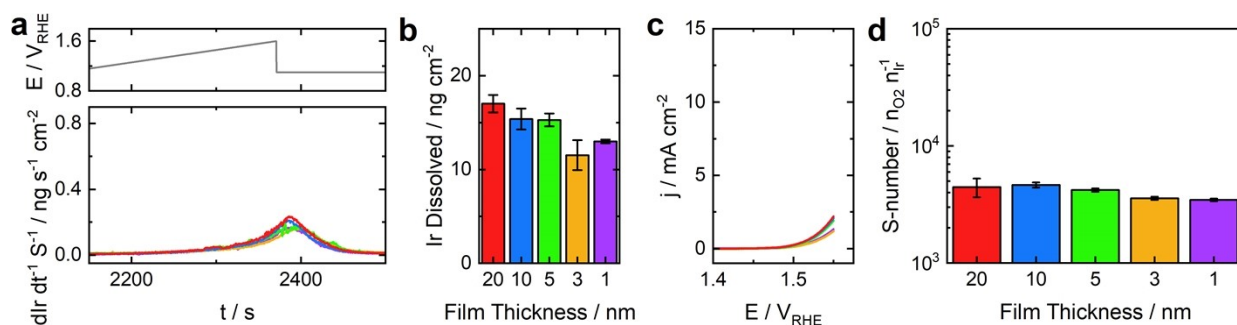 a
E / V_RHE
1.6
0.8
dIr dt⁻¹ S⁻¹ / ng s⁻¹ cm⁻²
0.8
0.4
0.0
2200 2400
t / s
b
Ir Dissolved / ng cm⁻²
20
10
0
20 10 5 3 1
Film Thickness / nm
c
j / mA cm⁻²
15
10
5
0
1.4 1.5
E / V_RHE
d
S-number / n_O2 n_Ir⁻¹
10⁵
10⁴
10³
20 10 5 3 1
Film Thickness / nm